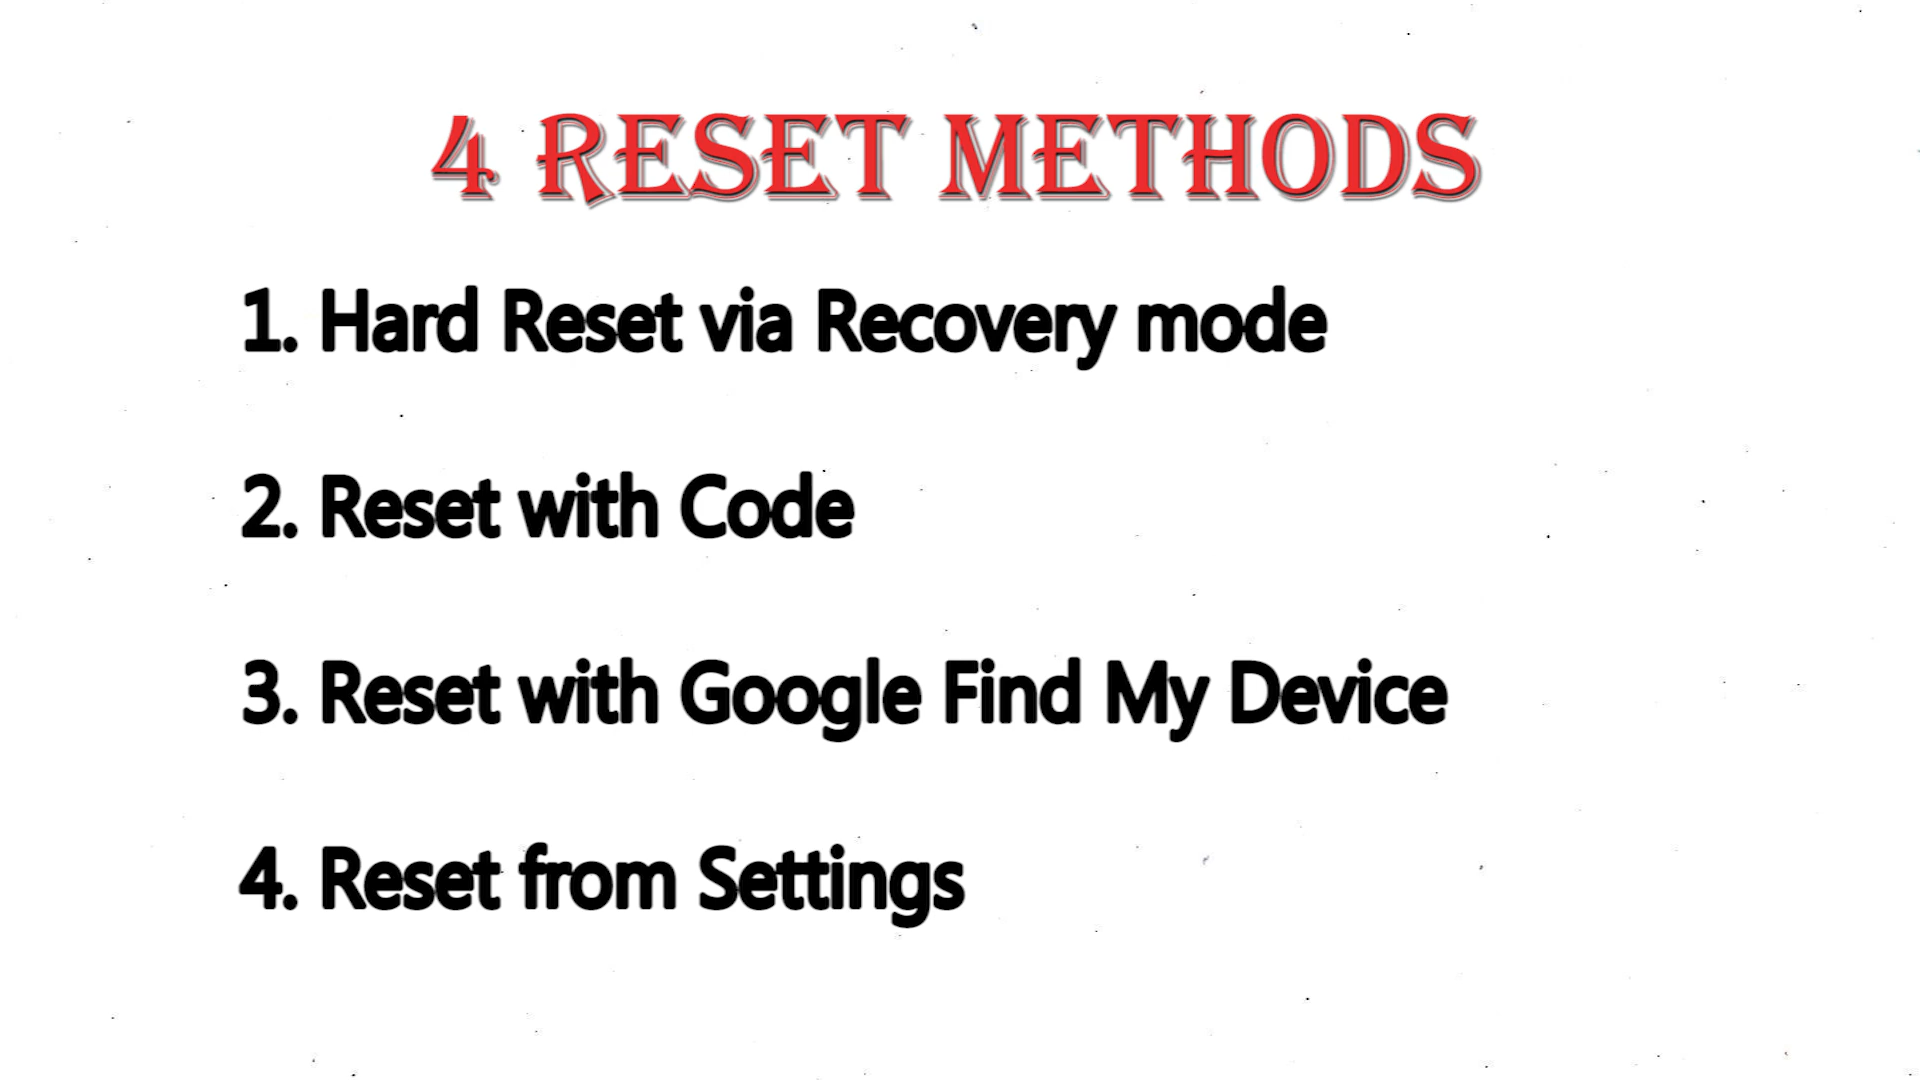 4 RESET METHODS
1. Hard Reset via Recovery mode
2. Reset with Code
3. Reset with Google Find My Device
4. Reset from Settings